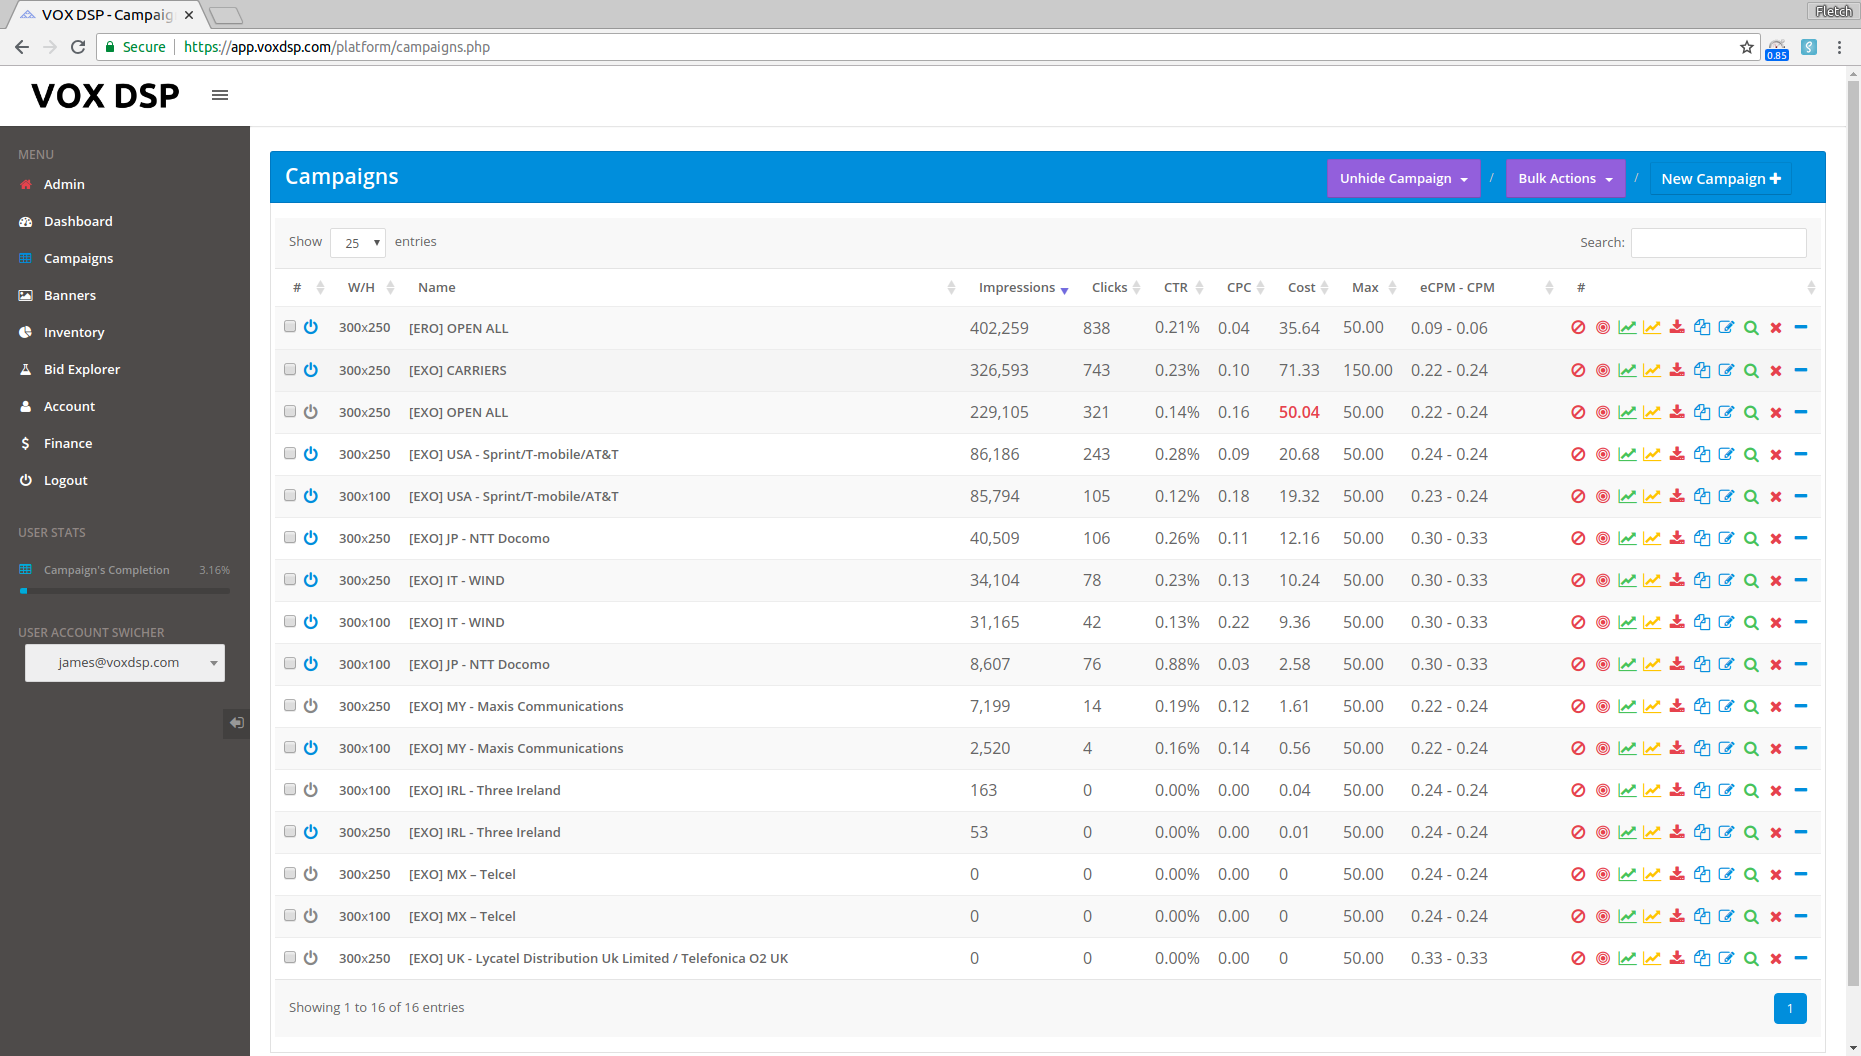 VOX DSP - Campaig
Fletch
Secure https://app.voxdsp.com/platform/campaigns.php
0.85
VOX DSP
MENU
Admin
Dashboard
Campaigns
Banners
Inventory
Bid Explorer
Account
Finance
Logout
USER STATS
Campaign's Completion 3.16%
USER ACCOUNT SWICHER
james@voxdsp.com
Campaigns
Unhide Campaign / Bulk Actions / New Campaign
Show 25 entries
Search:
# W/H Name Impressions Clicks CTR CPC Cost Max eCPM - CPM #
300x250 [ERO] OPEN ALL 402,259 838 0.21% 0.04 35.64 50.00 0.09 - 0.06
300x250 [EXO] CARRIERS 326,593 743 0.23% 0.10 71.33 150.00 0.22 - 0.24
300x250 [EXO] OPEN ALL 229,105 321 0.14% 0.16 50.04 50.00 0.22 - 0.24
300x250 [EXO] USA - Sprint/T-mobile/AT&T 86,186 243 0.28% 0.09 20.68 50.00 0.24 - 0.24
300x100 [EXO] USA - Sprint/T-mobile/AT&T 85,794 105 0.12% 0.18 19.32 50.00 0.23 - 0.24
300x250 [EXO] JP - NTT Docomo 40,509 106 0.26% 0.11 12.16 50.00 0.30 - 0.33
300x250 [EXO] IT - WIND 34,104 78 0.23% 0.13 10.24 50.00 0.30 - 0.33
300x100 [EXO] IT - WIND 31,165 42 0.13% 0.22 9.36 50.00 0.30 - 0.33
300x100 [EXO] JP - NTT Docomo 8,607 76 0.88% 0.03 2.58 50.00 0.30 - 0.33
300x250 [EXO] MY - Maxis Communications 7,199 14 0.19% 0.12 1.61 50.00 0.22 - 0.24
300x100 [EXO] MY - Maxis Communications 2,520 4 0.16% 0.14 0.56 50.00 0.22 - 0.24
300x100 [EXO] IRL - Three Ireland 163 0 0.00% 0.00 0.04 50.00 0.24 - 0.24
300x250 [EXO] IRL - Three Ireland 53 0 0.00% 0.00 0.01 50.00 0.24 - 0.24
300x250 [EXO] MX – Telcel 0 0 0.00% 0.00 0 50.00 0.24 - 0.24
300x100 [EXO] MX – Telcel 0 0 0.00% 0.00 0 50.00 0.24 - 0.24
300x250 [EXO] UK - Lycatel Distribution Uk Limited / Telefonica O2 UK 0 0 0.00% 0.00 0 50.00 0.33 - 0.33
Showing 1 to 16 of 16 entries
1